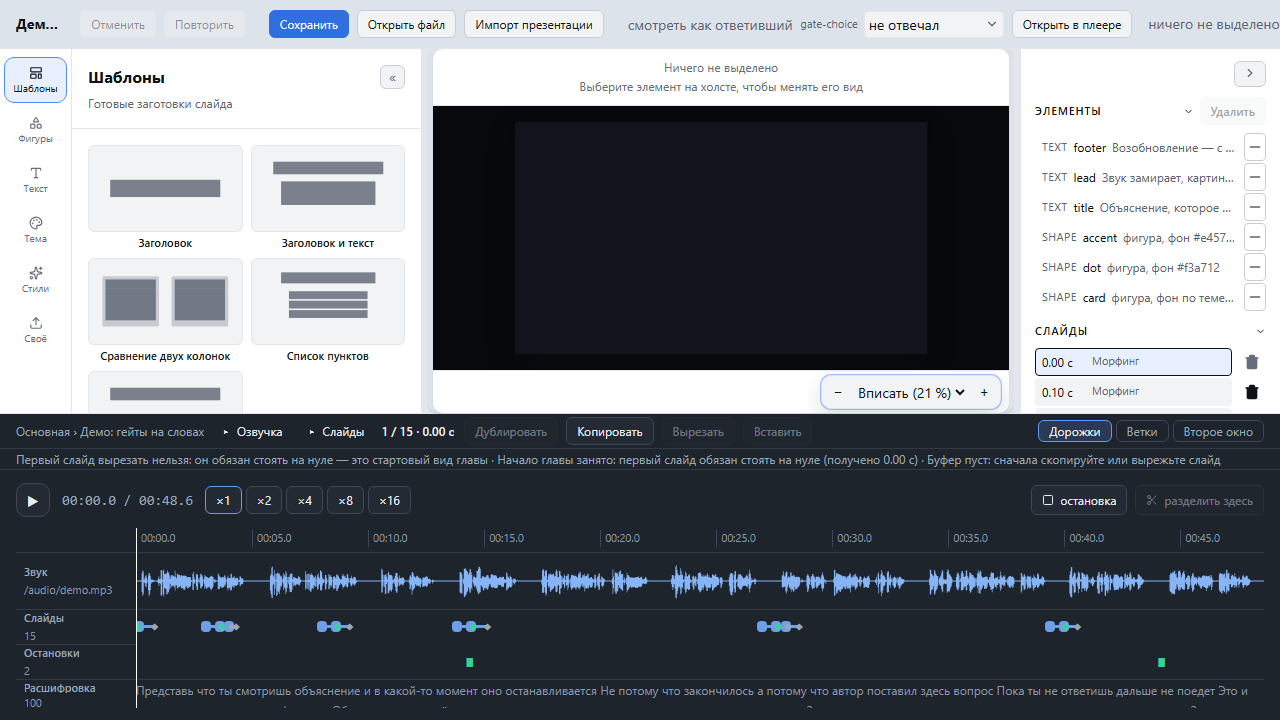 Дем...
Отменить
Повторить
Сохранить
Открыть файл
Импорт презентации
смотреть как ответивший
gate-choice
не отвечал
Открыть в плеере
ничего не выделено
Шаблоны
Фигуры
Текст
Тема
Стили
Своё
Шаблоны
«
Готовые заготовки слайда
Заголовок
Заголовок и текст
Сравнение двух колонок
Список пунктов
Ничего не выделено
Выберите элемент на холсте, чтобы менять его вид
− Вписать (21 %) +
ЭЛЕМЕНТЫ
Удалить
TEXT footer Возобновление — с ...
TEXT lead Звук замирает, картин...
TEXT title Объяснение, которое ...
SHAPE accent фигура, фон #e457...
SHAPE dot фигура, фон #f3a712
SHAPE card фигура, фон по теме...
СЛАЙДЫ
0.00 с Морфинг
0.10 с Морфинг
Основная › Демо: гейты на словах
▸ Озвучка
▸ Слайды
1 / 15 · 0.00 с
Дублировать
Копировать
Вырезать
Вставить
Дорожки
Ветки
Второе окно
Первый слайд вырезать нельзя: он обязан стоять на нуле — это стартовый вид главы · Начало главы занято: первый слайд обязан стоять на нуле (получено 0.00 с) · Буфер пуст: сначала скопируйте или вырежьте слайд
00:00.0 / 00:48.6
×1
×2
×4
×8
×16
остановка
разделить здесь
00:00.0 00:05.0 00:10.0 00:15.0 00:20.0 00:25.0 00:30.0 00:35.0 00:40.0 00:45.0
Звук
/audio/demo.mp3
Слайды
15
Остановки
2
Расшифровка
100
Представь что ты смотришь объяснение и в какой-то момент оно останавливается Не потому что закончилось а потому что автор поставил здесь вопрос Пока ты не ответишь дальше не поедет Это и